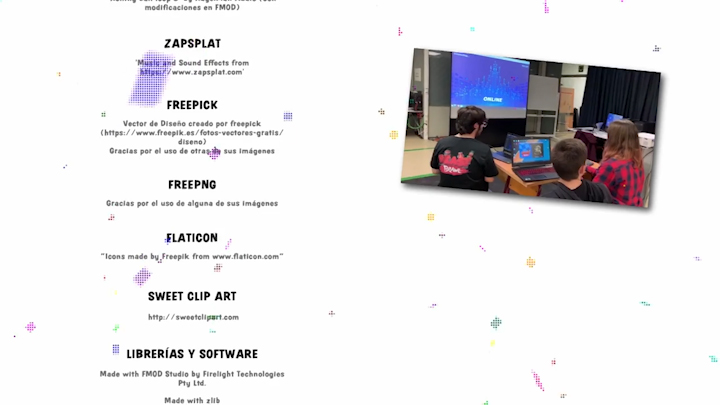 modificaciones en FMOD)
ZAPSPLAT
'Music and Sound Effects from
https://www.zapsplat.com'
FREEPICK
Vector de Diseño creado por freepick
(https://www.freepik.es/fotos-vectores-gratis/
diseno)
Gracias por el uso de otras de sus imágenes
FREEPNG
Gracias por el uso de alguna de sus imágenes
FLATICON
"Icons made by Freepik from www.flaticon.com"
SWEET CLIP ART
http://sweetclipart.com
LIBRERÍAS Y SOFTWARE
Made with FMOD Studio by Firelight Technologies
Pty Ltd.
Made with zlib
ONLINE